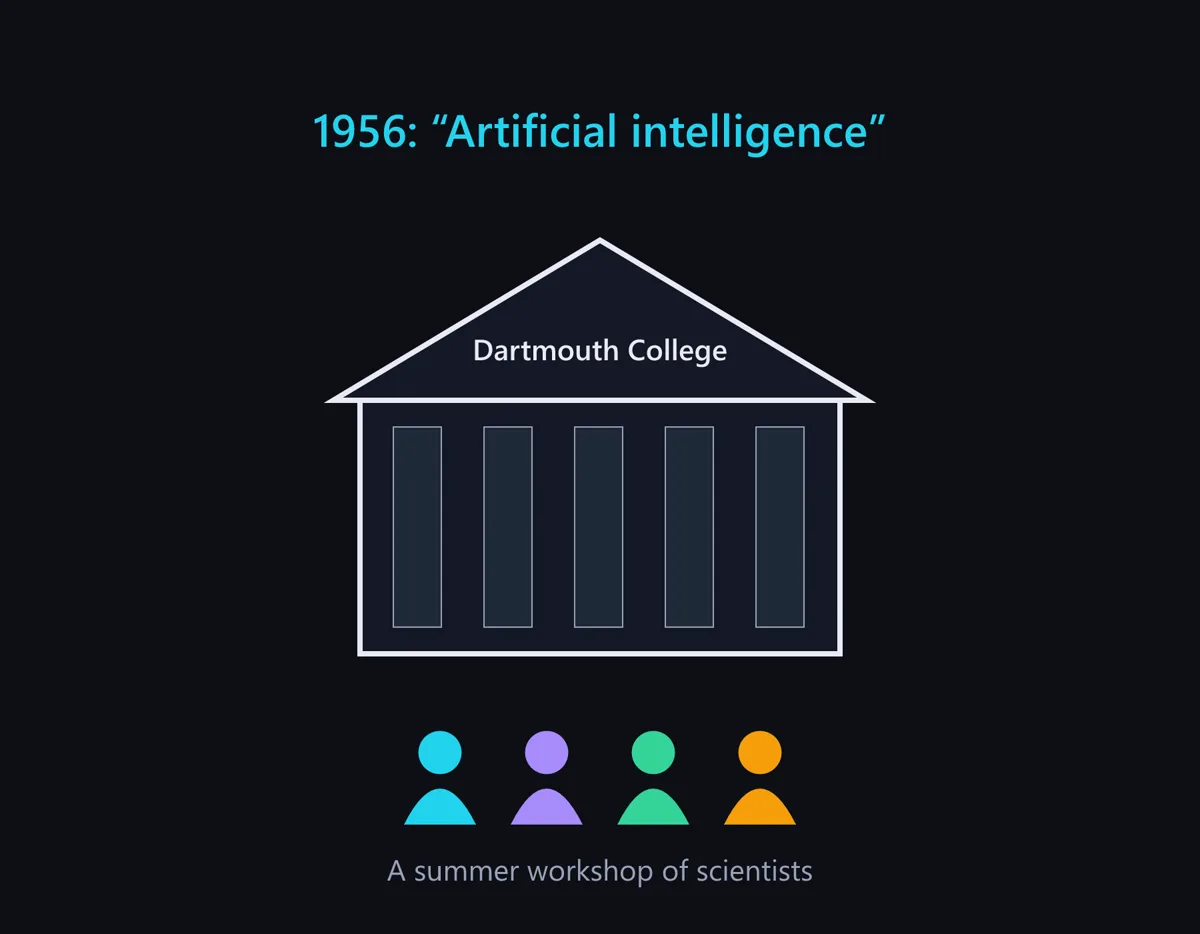 1956: “Artificial intelligence”
Dartmouth College
A summer workshop of scientists